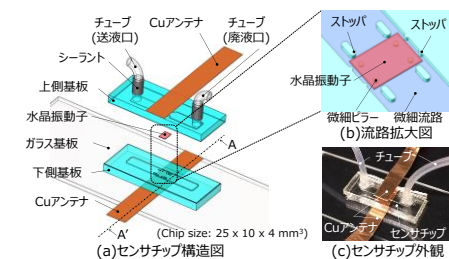 チューブ
(送液口)
Cuアンテナ
チューブ
(廃液口)
シーラント
上側基板
水晶振動子
ガラス基板
下側基板
Cuアンテナ
A
A'
(Chip size: 25 x 10 x 4 mm³)
(a)センサチップ構造図
ストッパ
ストッパ
水晶振動子
微細ピラー
微細流路
(b)流路拡大図
チューブ
Cuアンテナ
センサチップ
(c)センサチップ外観